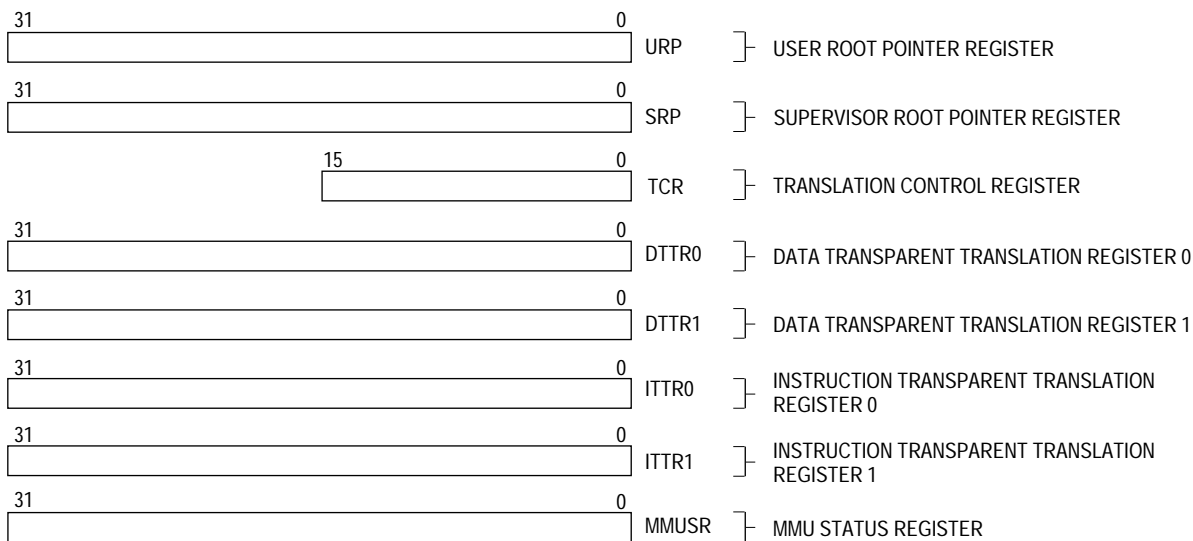 31 0
URP USER ROOT POINTER REGISTER
31 0
SRP SUPERVISOR ROOT POINTER REGISTER
15 0
TCR TRANSLATION CONTROL REGISTER
31 0
DTTR0 DATA TRANSPARENT TRANSLATION REGISTER 0
31 0
DTTR1 DATA TRANSPARENT TRANSLATION REGISTER 1
31 0
ITTR0 INSTRUCTION TRANSPARENT TRANSLATION
REGISTER 0
31 0
ITTR1 INSTRUCTION TRANSPARENT TRANSLATION
REGISTER 1
31 0
MMUSR MMU STATUS REGISTER